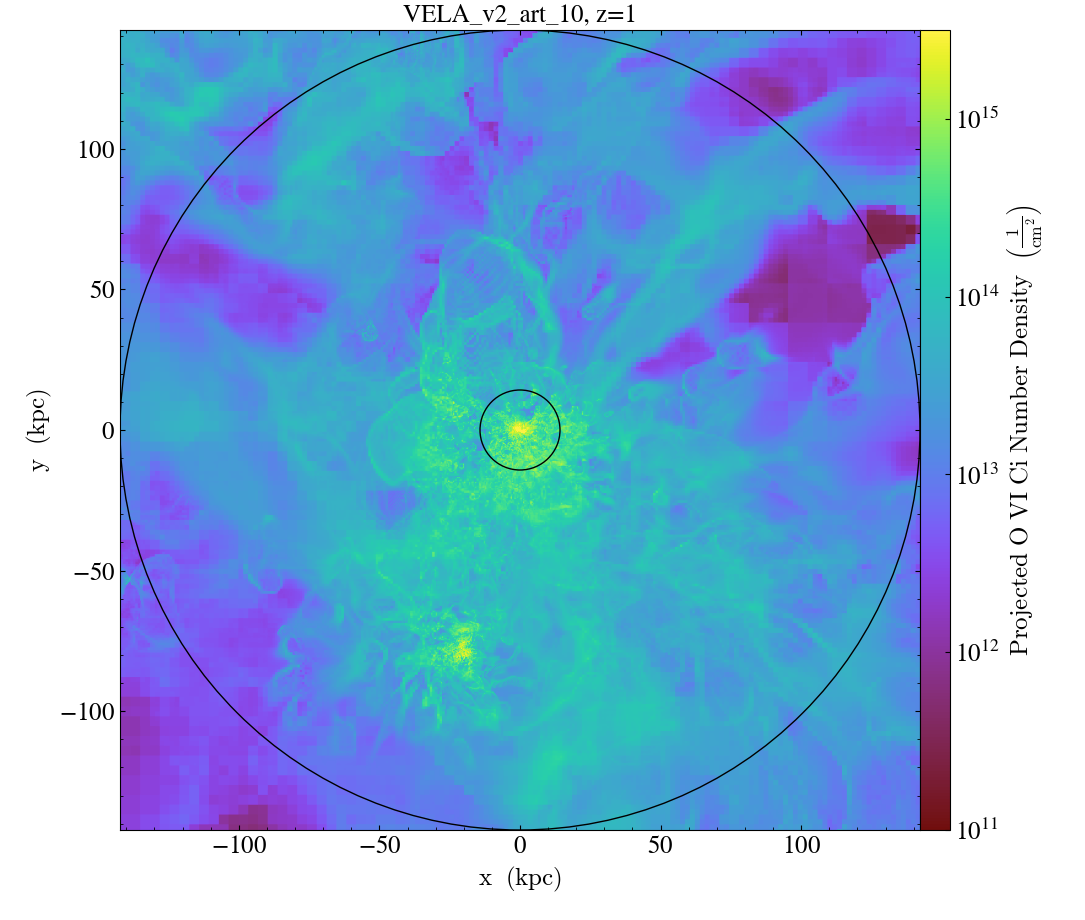 VELA_v2_art_10, z=1
100
50
0
−50
−100
y (kpc)
−100 −50 0 50 100
x (kpc)
10^15
10^14
10^13
10^12
10^11
Projected O VI Ci Number Density (1/cm^2)